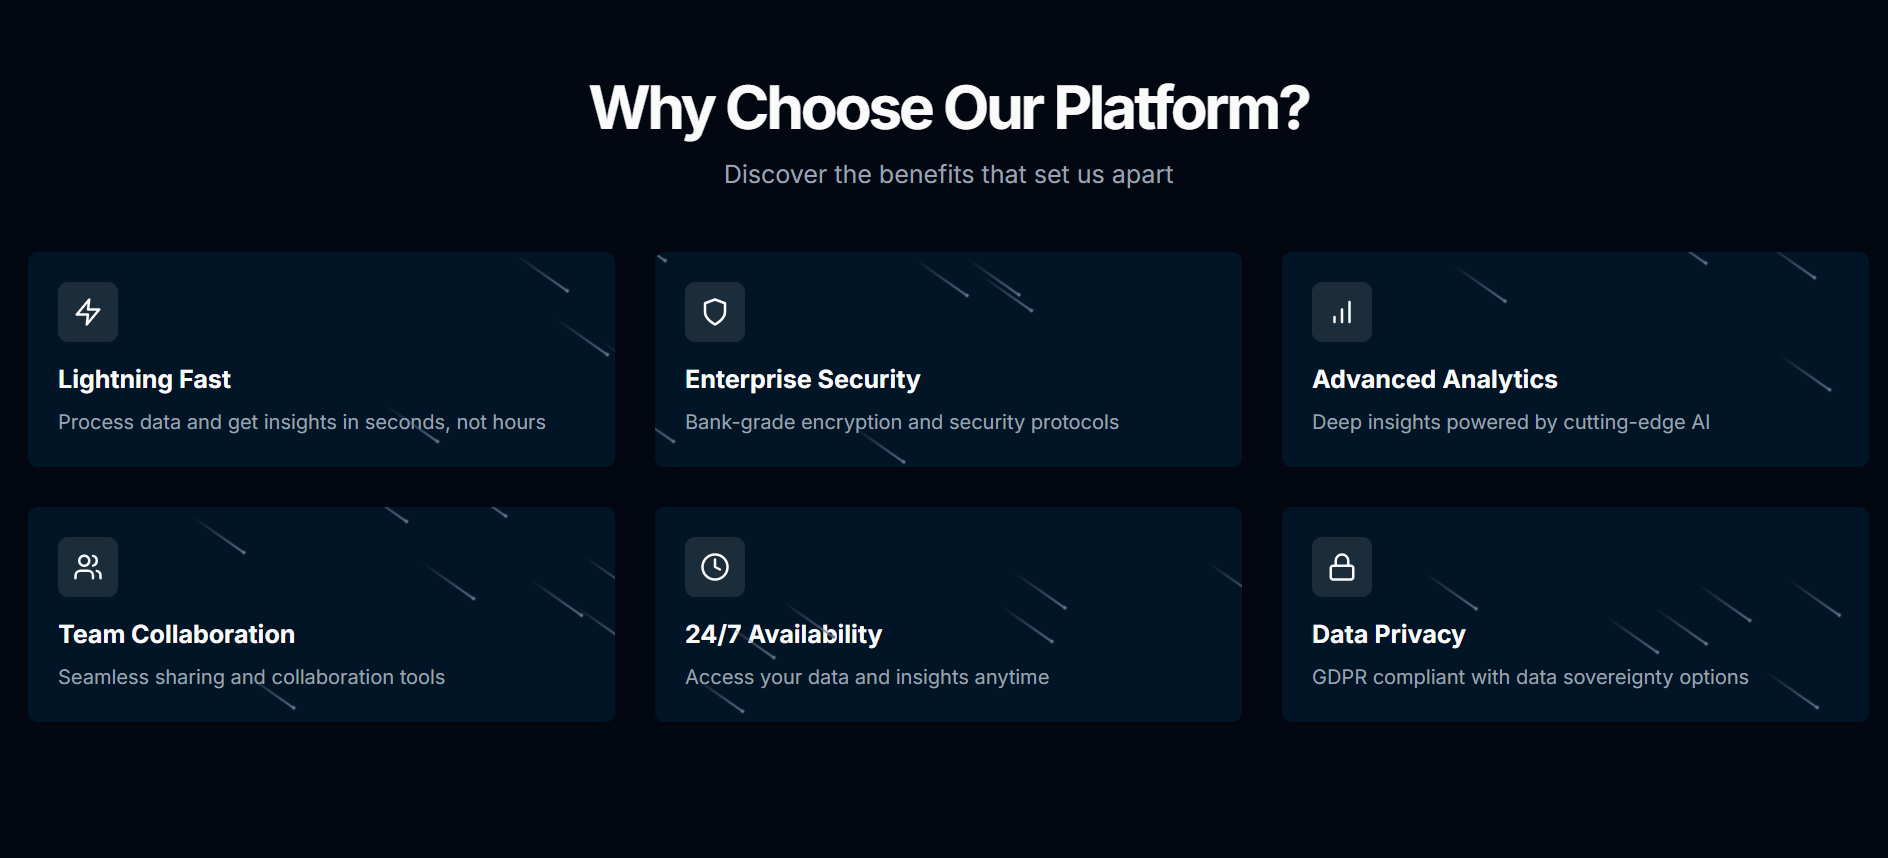 Why Choose Our Platform?
Discover the benefits that set us apart
Lightning Fast
Process data and get insights in seconds, not hours
Enterprise Security
Bank-grade encryption and security protocols
Advanced Analytics
Deep insights powered by cutting-edge AI
Team Collaboration
Seamless sharing and collaboration tools
24/7 Availability
Access your data and insights anytime
Data Privacy
GDPR compliant with data sovereignty options